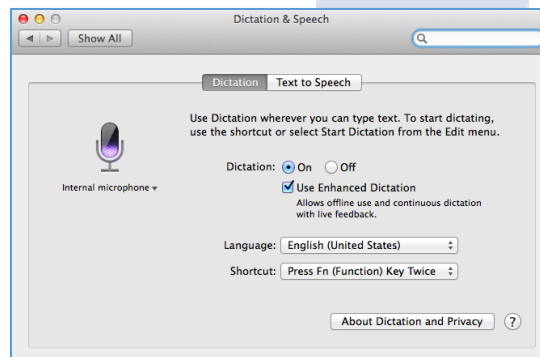 Dictation & Speech
Show All
Dictation Text to Speech
Use Dictation wherever you can type text. To start dictating,
use the shortcut or select Start Dictation from the Edit menu.
Dictation: On Off
Internal microphone
Use Enhanced Dictation
Allows offline use and continuous dictation
with live feedback.
Language: English (United States)
Shortcut: Press Fn (Function) Key Twice
About Dictation and Privacy ?